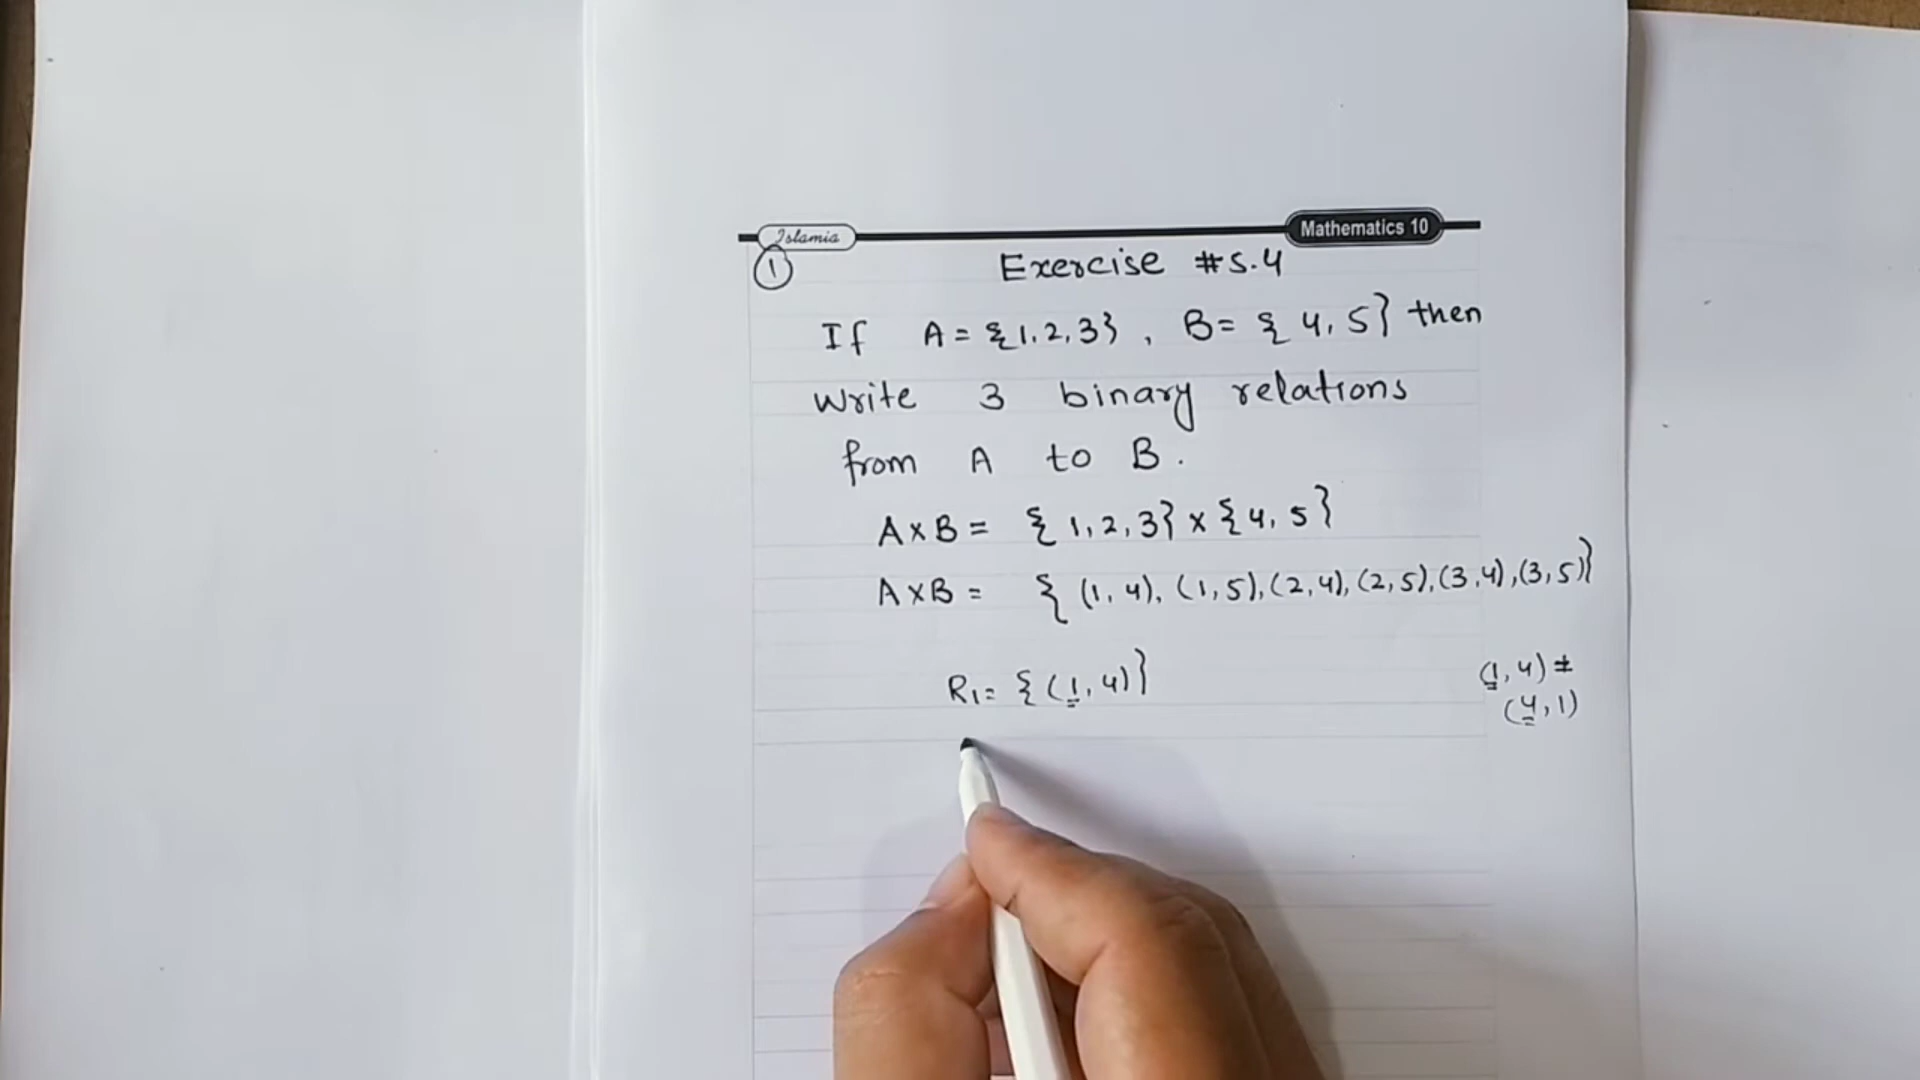 Islamia
Mathematics 10
1
Exercise #5.4
If A = {1,2,3} , B= { 4, 5} then
write 3 binary relations
from A to B.
A×B = { 1,2,3} × {4, 5}
A×B = { (1, 4), (1,5), (2,4), (2,5), (3,4), (3,5)}
R1= {(1, 4)}
(1, 4) ≠
(4,1)